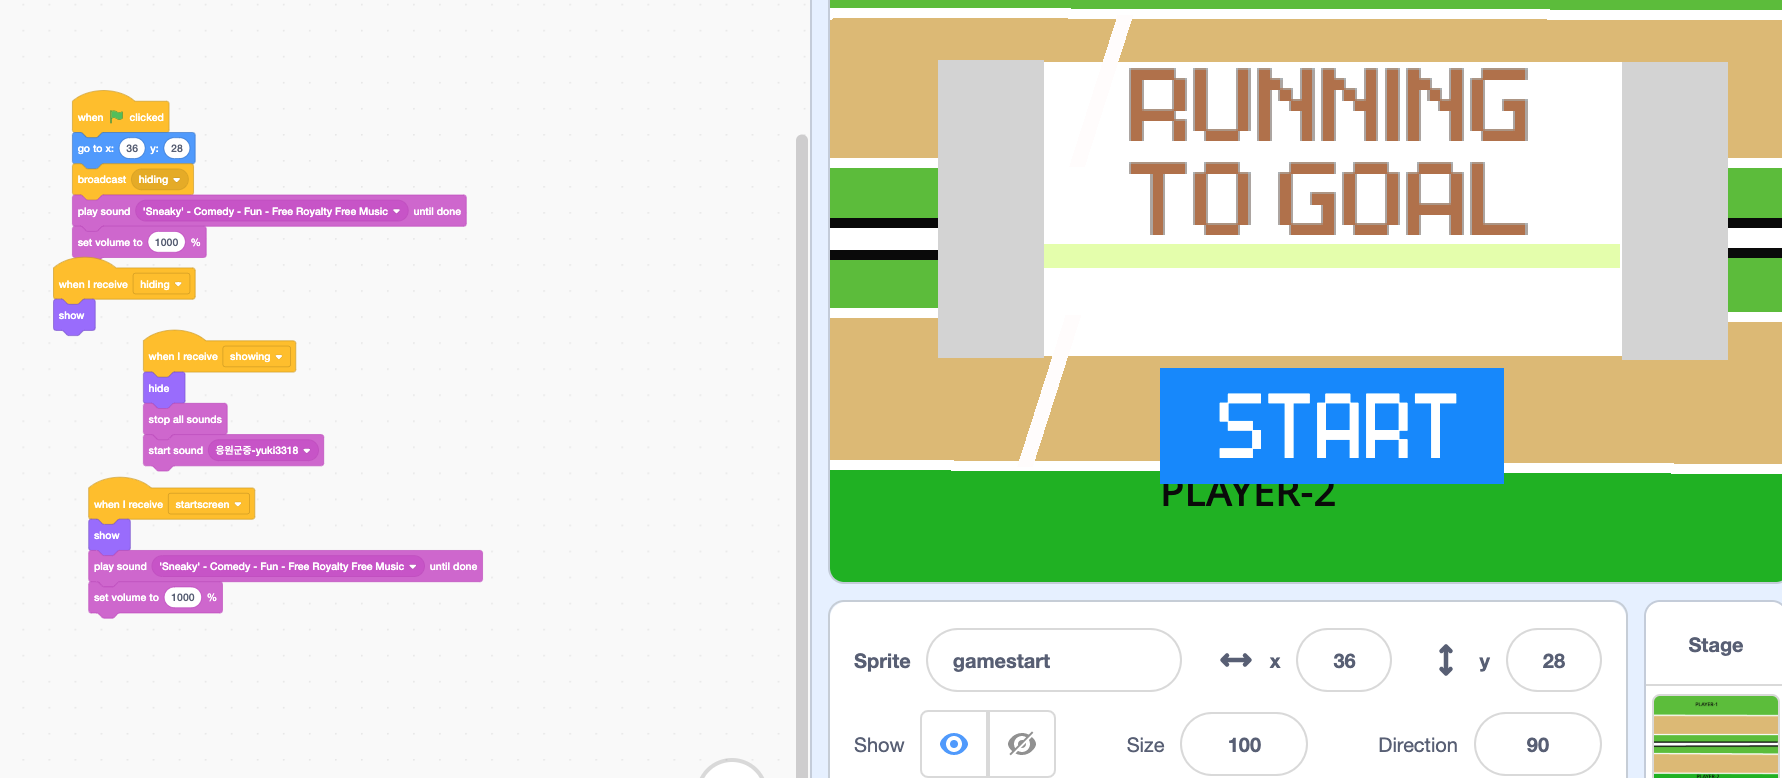 when clicked
go to x: 36 y: 28
broadcast hiding
play sound 'Sneaky' - Comedy - Fun - Free Royalty Free Music until done
set volume to 1000 %
when I receive hiding
show
when I receive showing
hide
stop all sounds
start sound 응원군중-yuki3318
when I receive startscreen
show
play sound 'Sneaky' - Comedy - Fun - Free Royalty Free Music until done
set volume to 1000 %
RUNNING
TO GOAL
START
PLAYER-2
Sprite gamestart x 36 y 28
Show Size 100 Direction 90
Stage
PLAYER-1
PLAYER-2